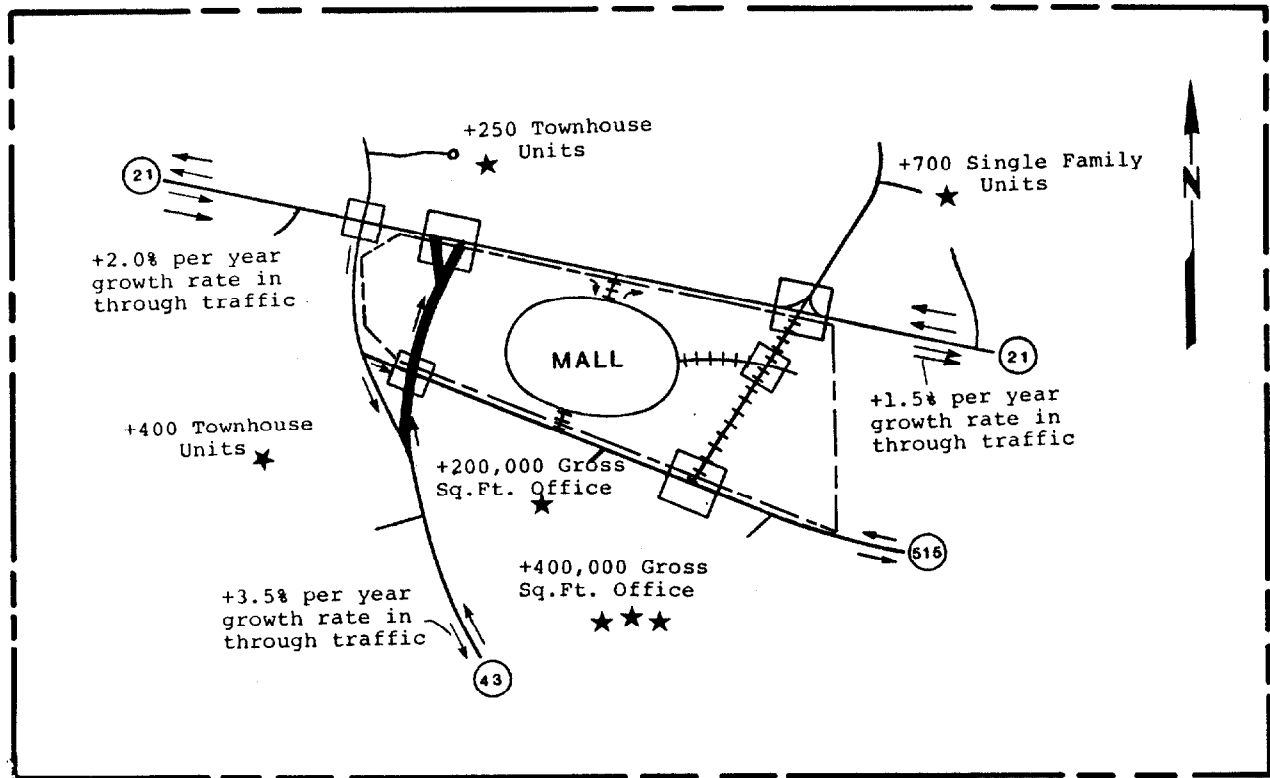 +250 Townhouse
Units
+700 Single Family
Units
N
21
+2.0% per year
growth rate in
through traffic
MALL
21
+1.5% per year
growth rate in
through traffic
+400 Townhouse
Units
+200,000 Gross
Sq.Ft. Office
515
+400,000 Gross
Sq.Ft. Office
+3.5% per year
growth rate in
through traffic
43